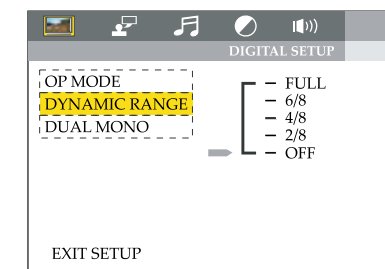 DIGITAL SETUP
OP MODE
DYNAMIC RANGE
DUAL MONO
– FULL
– 6/8
– 4/8
– 2/8
– OFF
EXIT SETUP